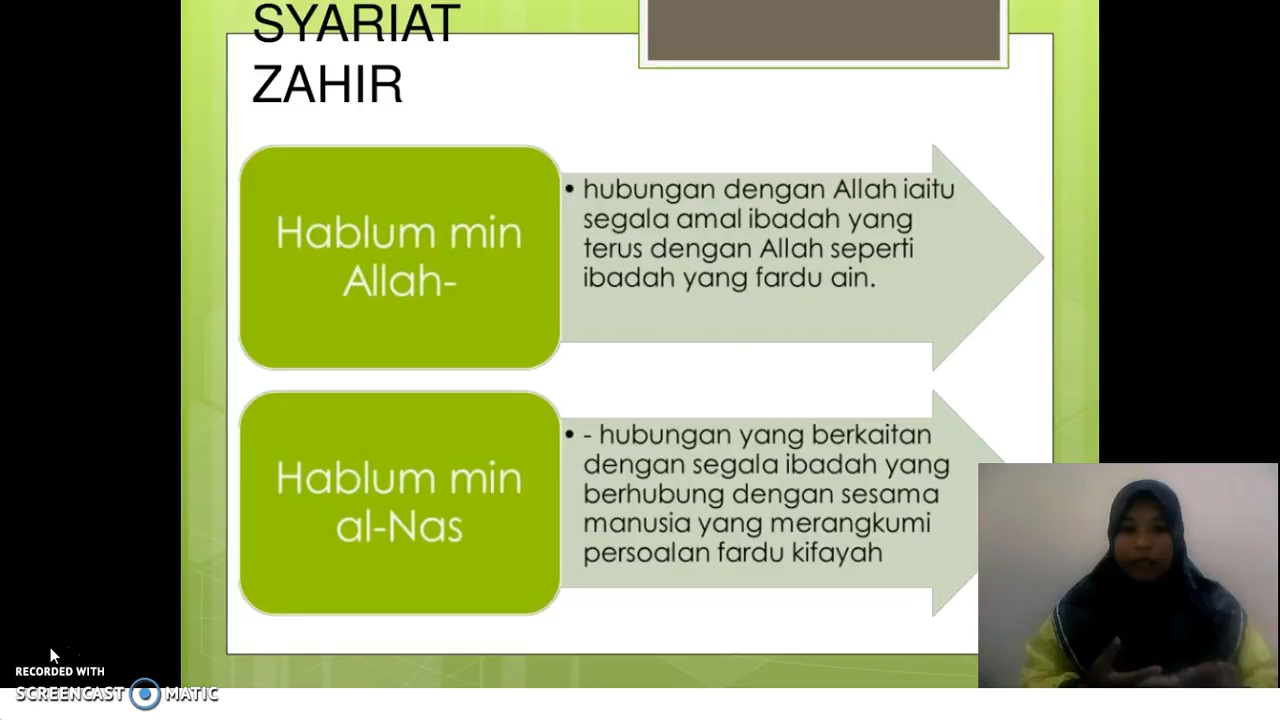 SYARIAT
ZAHIR
Hablum min
Allah-
• hubungan dengan Allah iaitu
segala amal ibadah yang
terus dengan Allah seperti
ibadah yang fardu ain.
Hablum min
al-Nas
• - hubungan yang berkaitan
dengan segala ibadah yang
berhubung dengan sesama
manusia yang merangkumi
persoalan fardu kifayah
RECORDED WITH
SCREENCAST MATIC